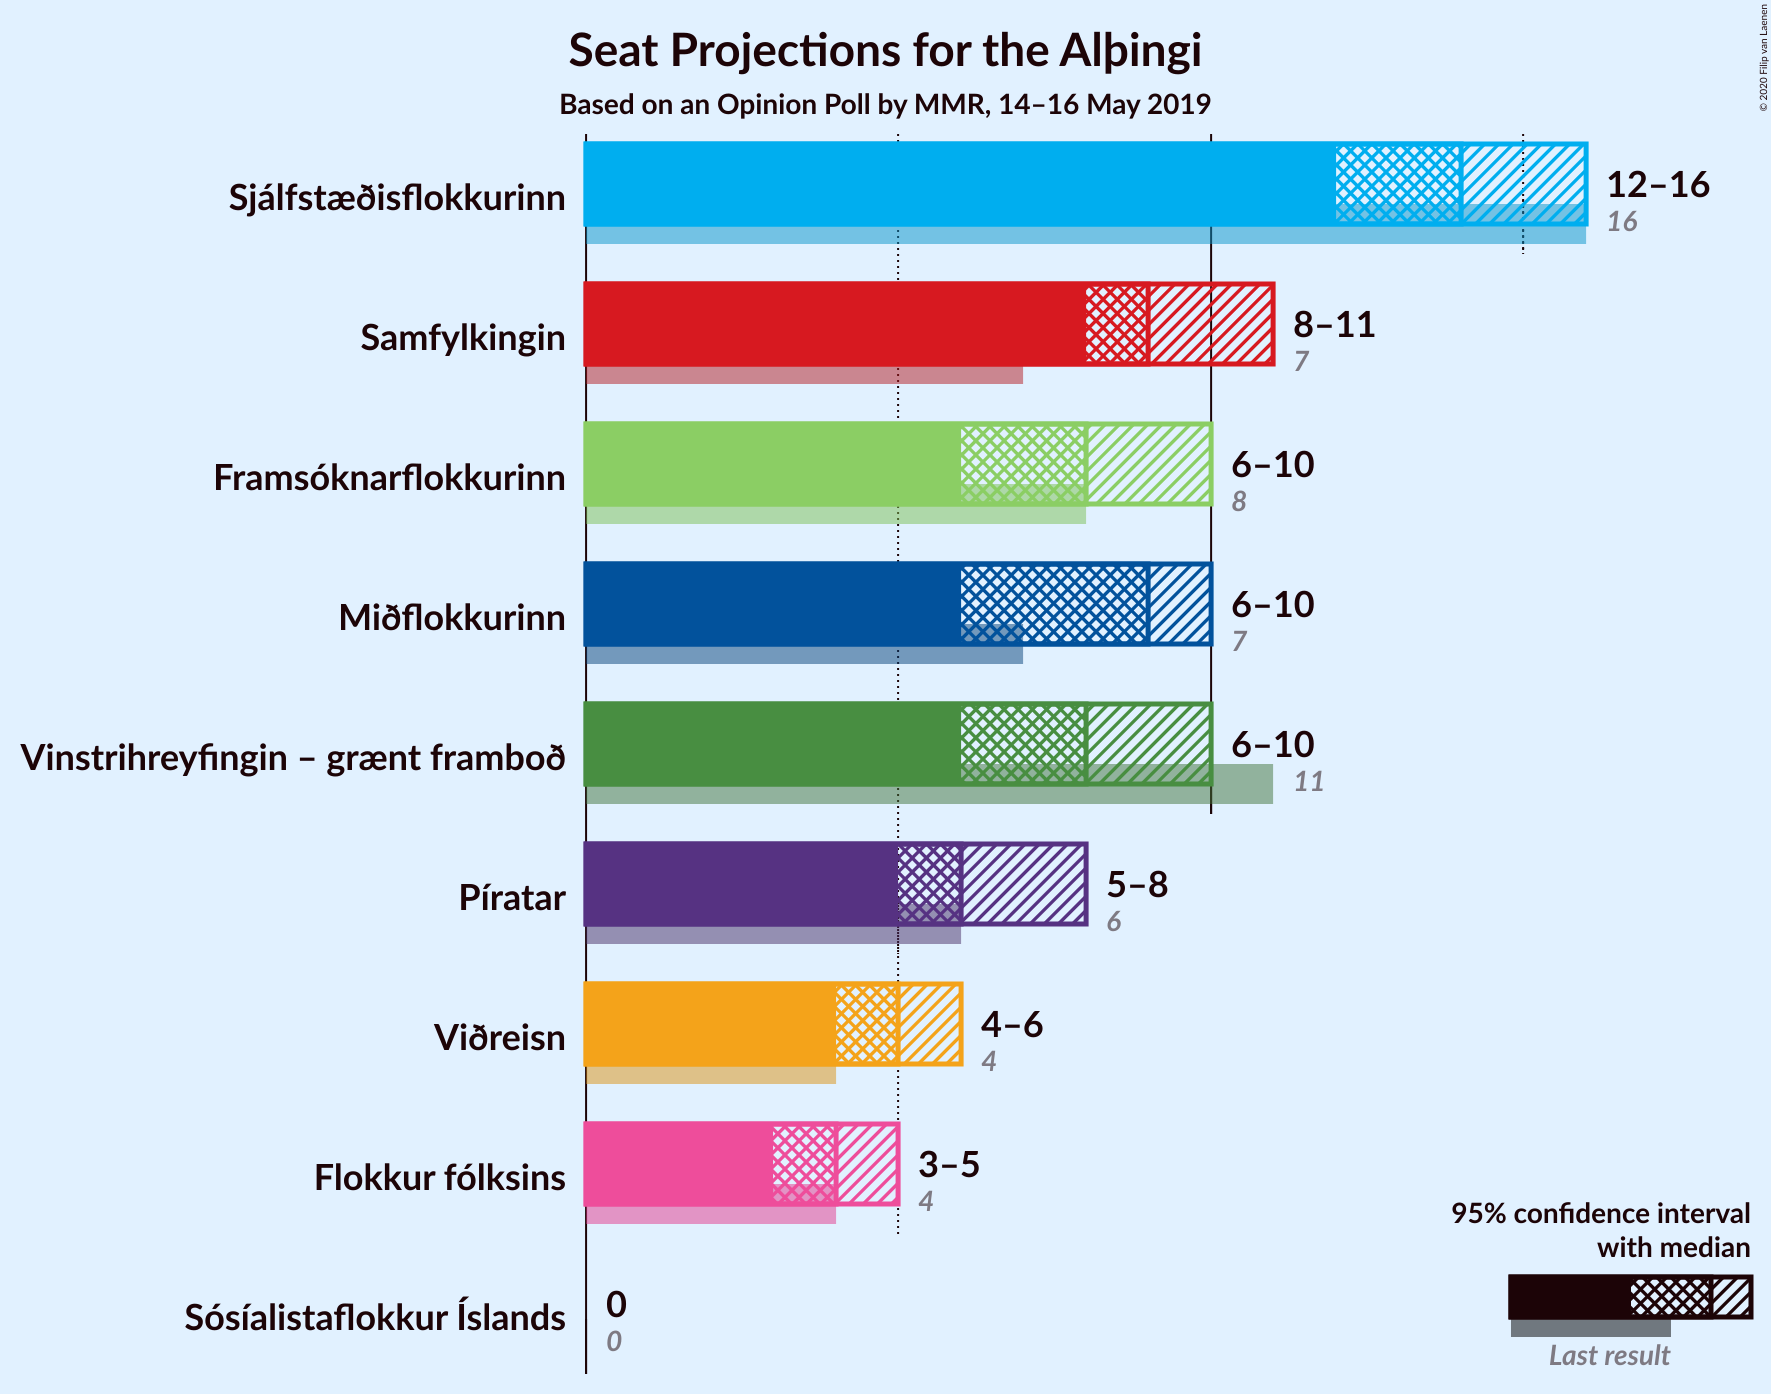 Seat Projections for the Alþingi
Based on an Opinion Poll by MMR, 14–16 May 2019
© 2020 Filip van Laenen
Sjálfstæðisflokkurinn
12–16
16
Samfylkingin
8–11
7
Framsóknarflokkurinn
6–10
8
Miðflokkurinn
6–10
7
Vinstrihreyfingin – grænt framboð
6–10
11
Píratar
5–8
6
Viðreisn
4–6
4
Flokkur fólksins
3–5
4
Sósíalistaflokkur Íslands
0
0
95% confidence interval
with median
Last result